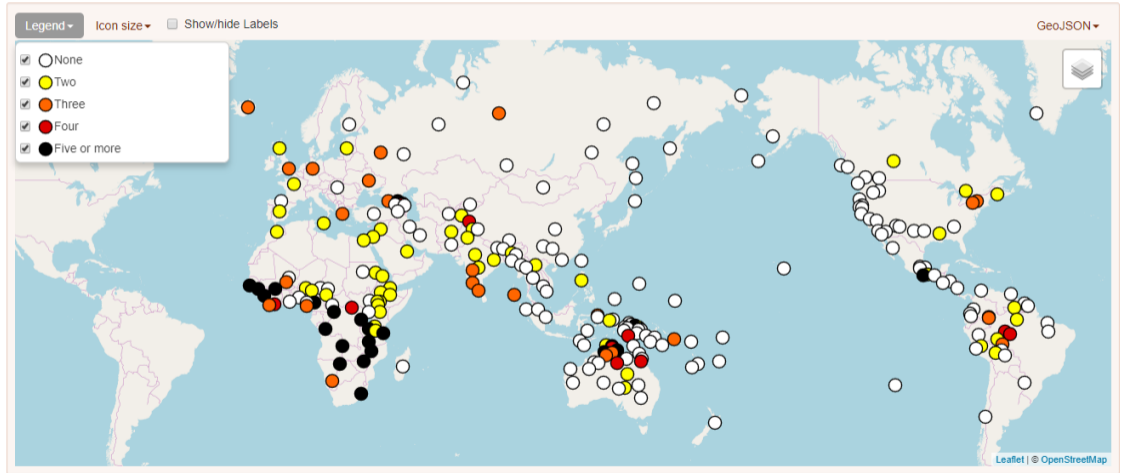 Legend Icon size Show/hide Labels GeoJSON
None
Two
Three
Four
Five or more
Leaflet | © OpenStreetMap